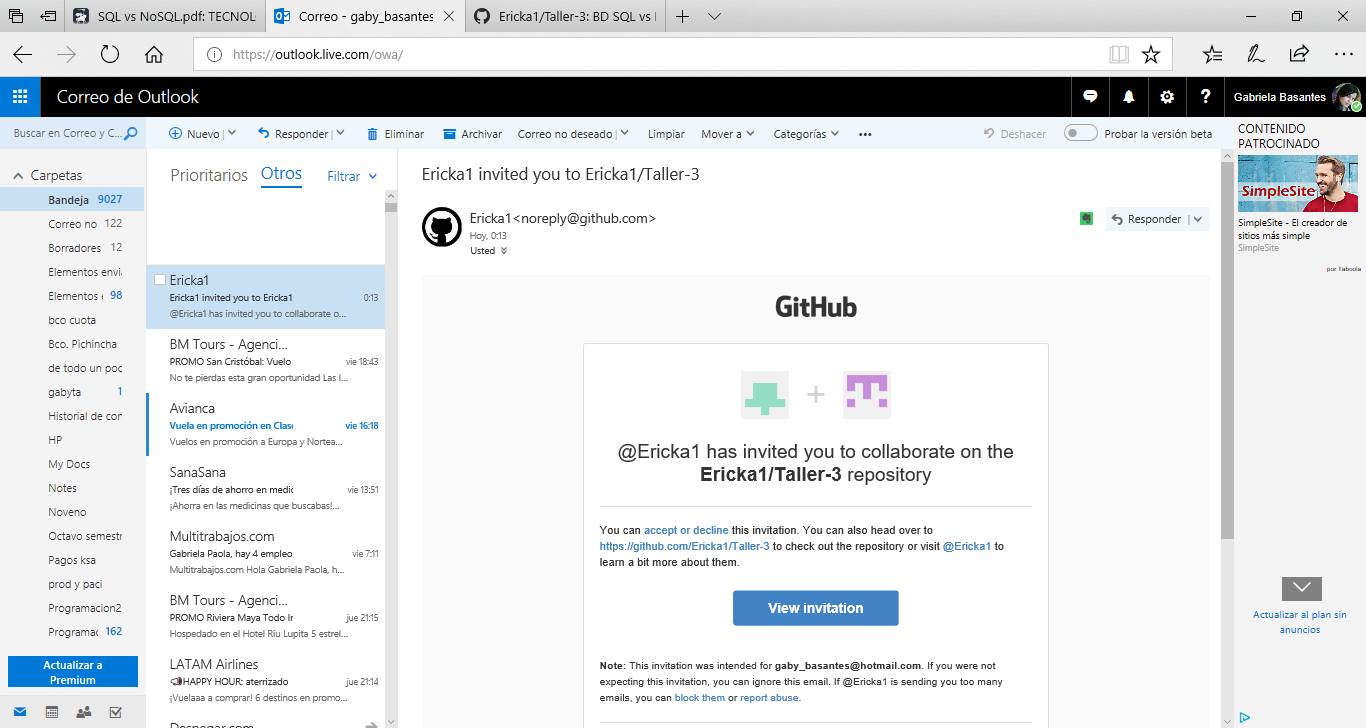 SQL vs NoSQL.pdf: TECNOL
Correo - gaby_basantes
Ericka1/Taller-3: BD SQL vs
https://outlook.live.com/owa/
Correo de Outlook
Gabriela Basantes
Buscar en Correo y C...
Nuevo
Responder
Eliminar
Archivar
Correo no deseado
Limpiar
Mover a
Categorías
Deshacer
Probar la versión beta
Carpetas
Bandeja 9027
Correo no 122
Borradores 12
Elementos envi
Elementos 98
bco cuota
Bco. Pichincha
de todo un poc
gabyta 1
Historial de con
HP
My Docs
Notes
Noveno
Octavo semestr
Pagos ksa
prod y paci
Programacion2
Programac 162
Actualizar a
Premium
Prioritarios
Otros
Filtrar
Ericka1
Ericka1 invited you to Ericka1 0:13
@Ericka1 has invited you to collaborate o...
BM Tours - Agenci...
PROMO San Cristóbal: Vuelo vie 18:43
No te pierdas esta gran oportunidad Las I...
Avianca
Vuela en promoción en Clas vie 16:18
Vuelos en promoción a Europa y Nortea...
SanaSana
¡Tres días de ahorro en medic vie 13:51
¡Ahorra en las medicinas que buscabas!...
Multitrabajos.com
Gabriela Paola, hay 4 empleo vie 7:11
Multitrabajos.com Hola Gabriela Paola, h...
BM Tours - Agenci...
PROMO Riviera Maya Todo Ir jue 21:15
Hospedado en el Hotel Riu Lupita 5 estrel...
LATAM Airlines
HAPPY HOUR: aterrizado jue 21:14
¡Vuelaaa a comprar! 6 destinos en promo...
Despegar.com
Ericka1 invited you to Ericka1/Taller-3
Ericka1<noreply@github.com>
Hoy, 0:13
Usted
Responder
GitHub
@Ericka1 has invited you to collaborate on the
Ericka1/Taller-3 repository
You can accept or decline this invitation. You can also head over to
https://github.com/Ericka1/Taller-3 to check out the repository or visit @Ericka1 to
learn a bit more about them.
View invitation
Note: This invitation was intended for gaby_basantes@hotmail.com. If you were not
expecting this invitation, you can ignore this email. If @Ericka1 is sending you too many
emails, you can block them or report abuse.
CONTENIDO
PATROCINADO
SimpleSite
SimpleSite - El creador de
sitios más simple
SimpleSite
por Taboola
Actualizar al plan sin
anuncios